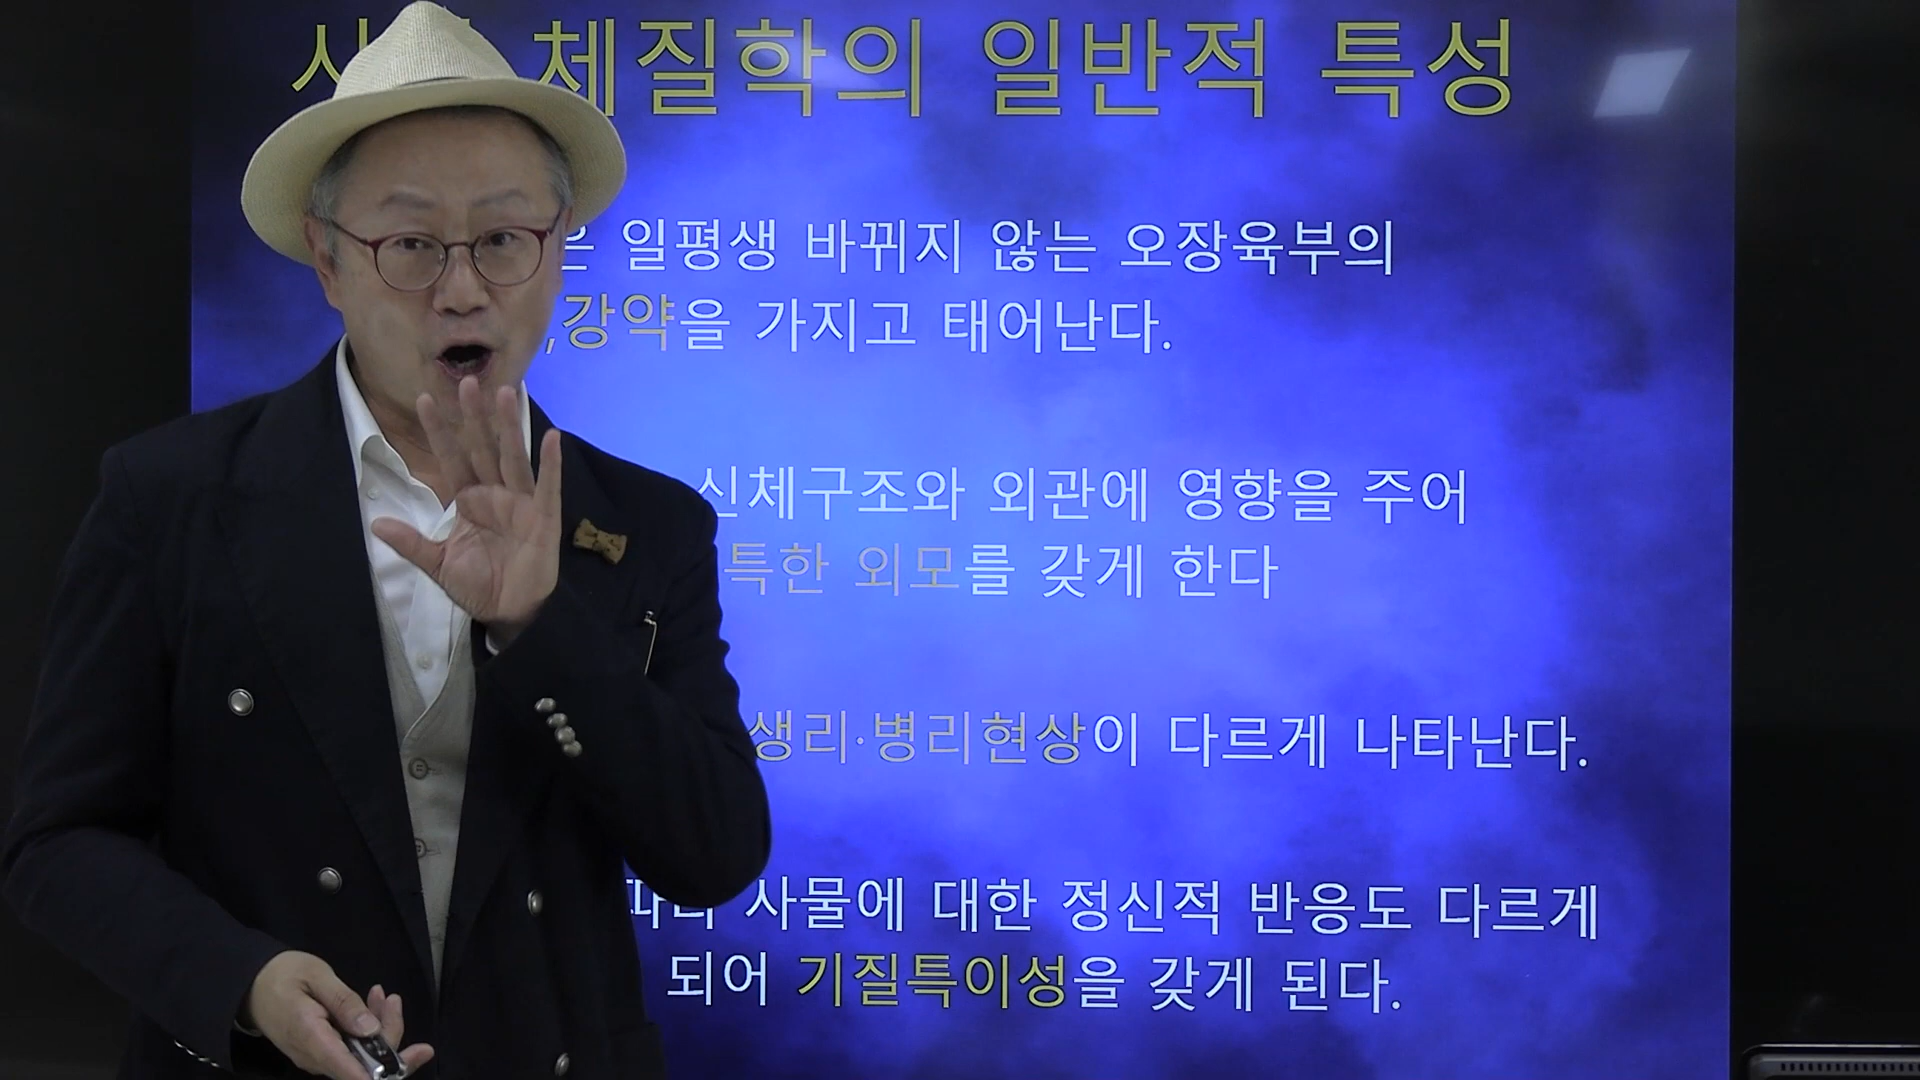 체질학의 일반적 특성
일평생 바뀌지 않는 오장육부의
,강약을 가지고 태어난다.
신체구조와 외관에 영향을 주어
특한 외모를 갖게 한다
생리·병리현상이 다르게 나타난다.
사물에 대한 정신적 반응도 다르게
되어 기질특이성을 갖게 된다.